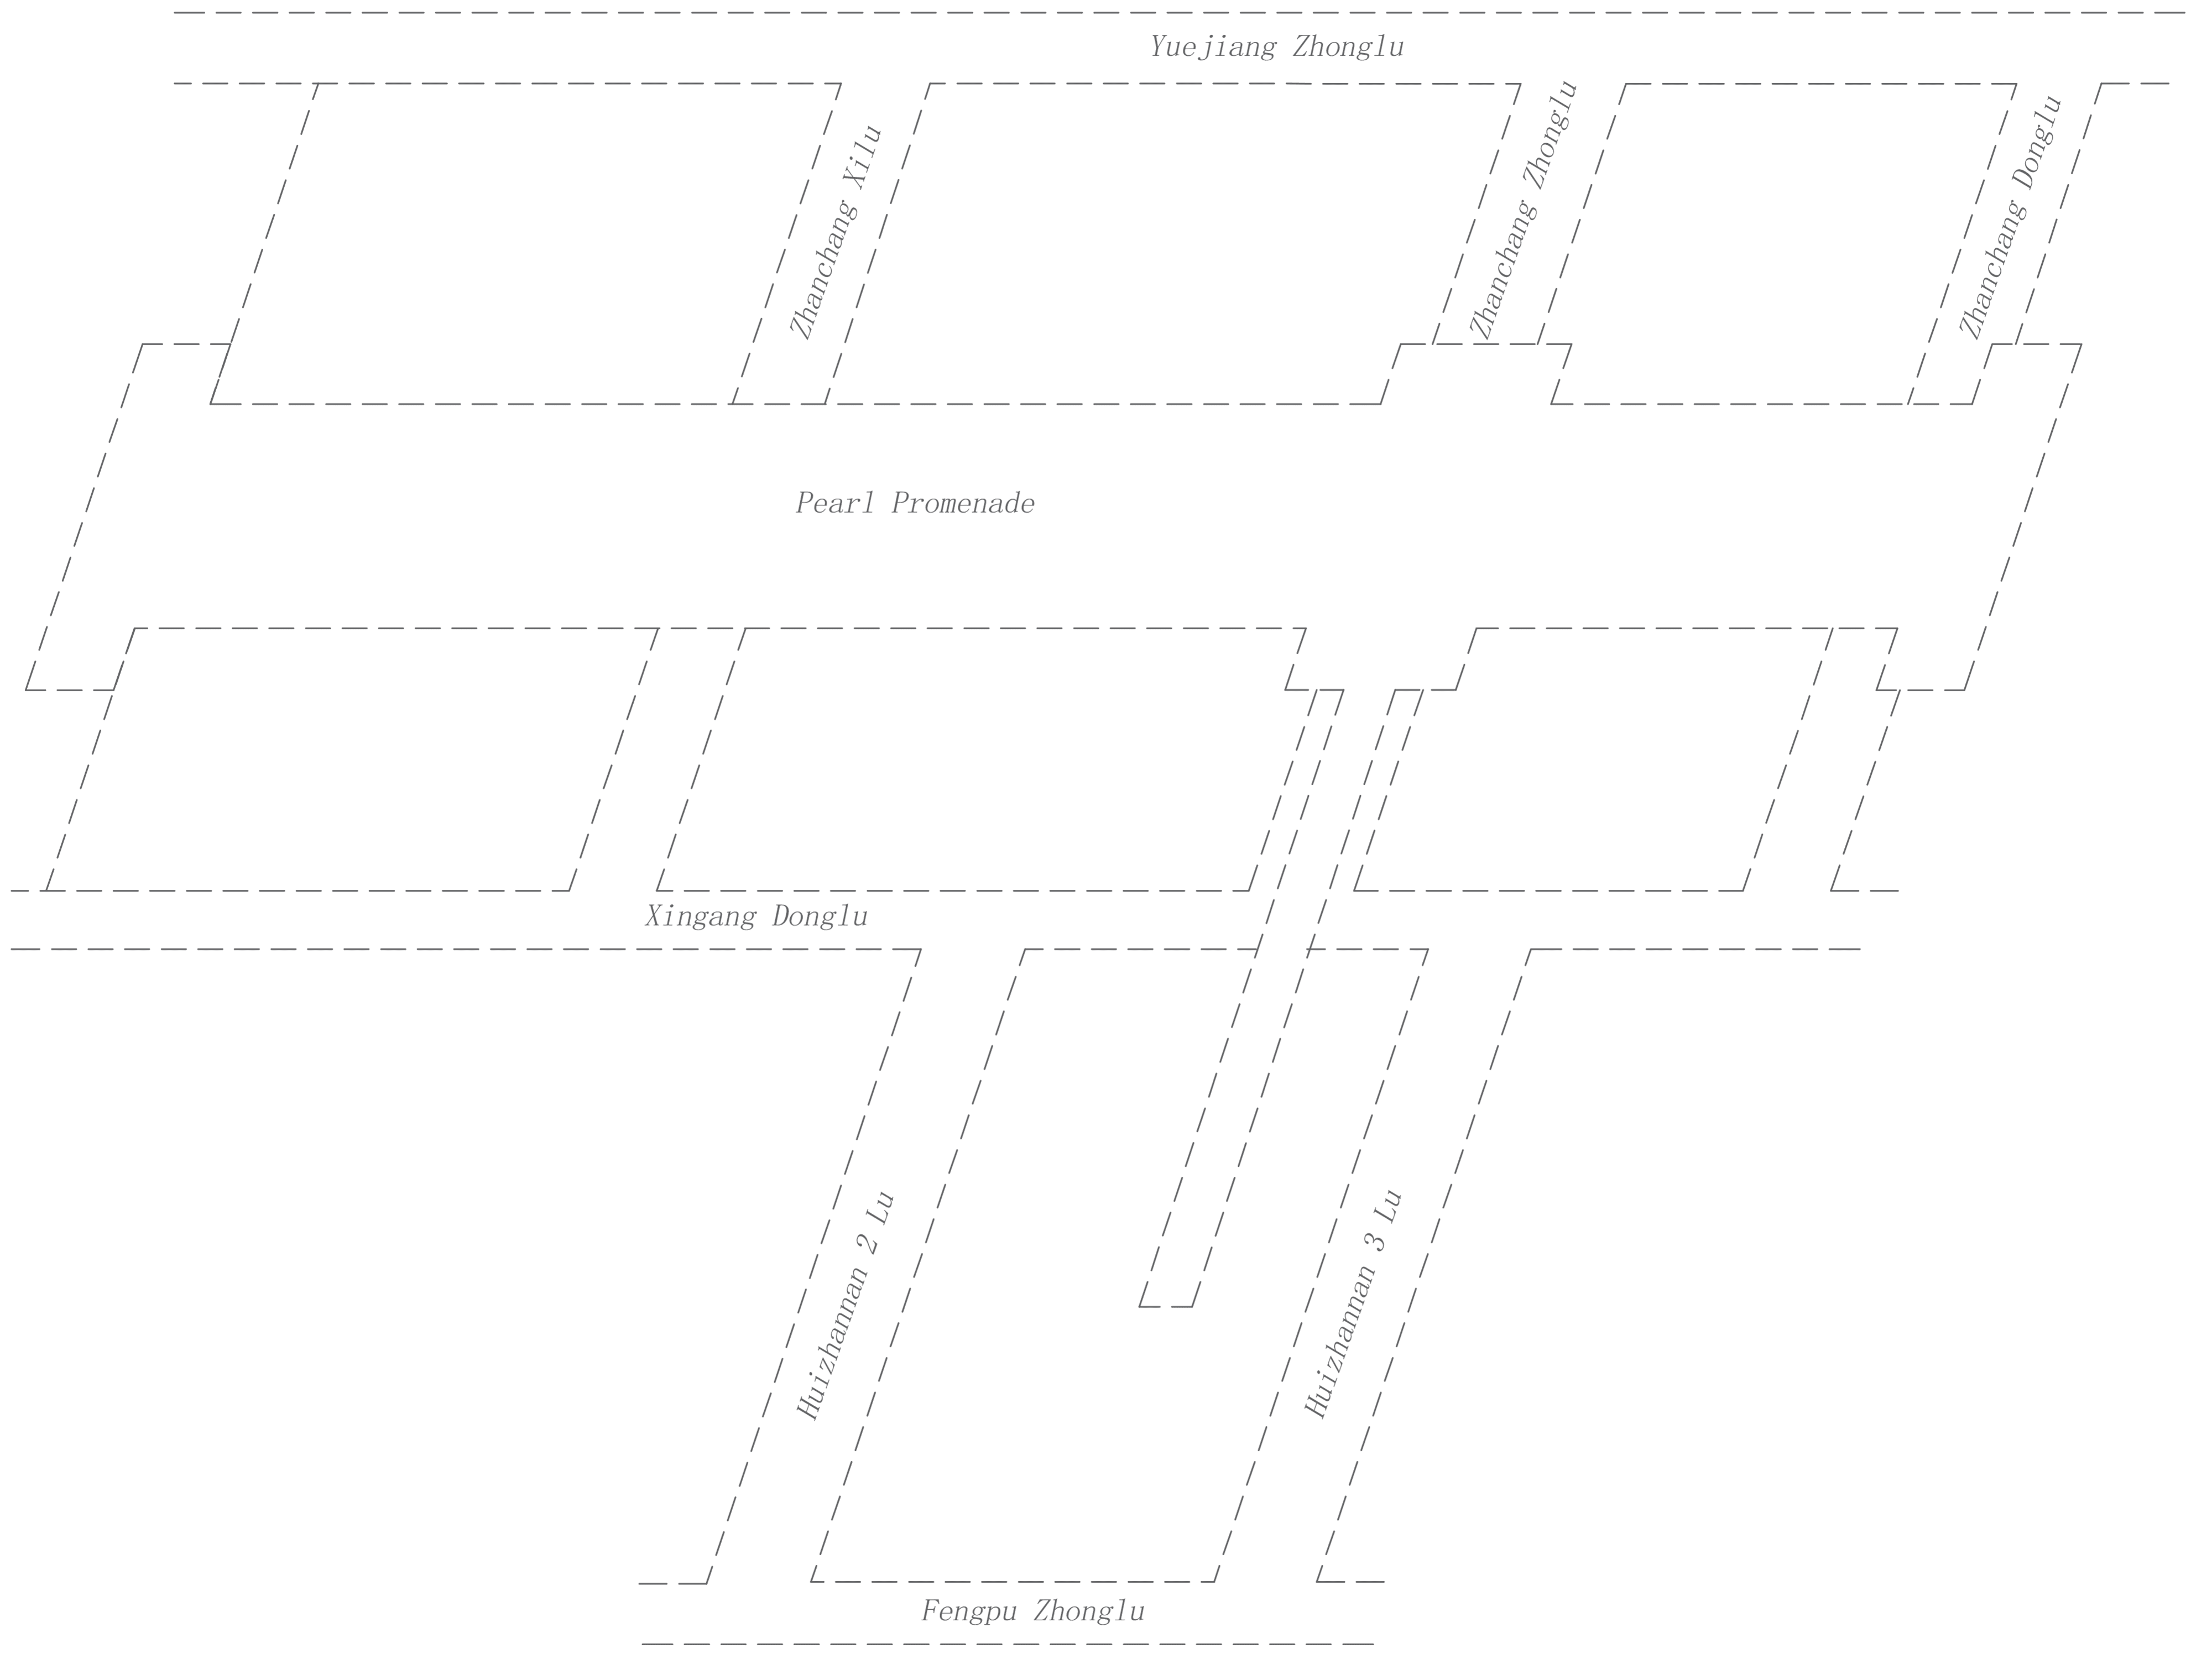 Yuejiang Zhonglu
Zhanchang Xilu
Zhanchang Zhonglu
Zhanchang Donglu
Pearl Promenade
Xingang Donglu
Huizhannan 2 Lu
Huizhannan 3 Lu
Fengpu Zhonglu